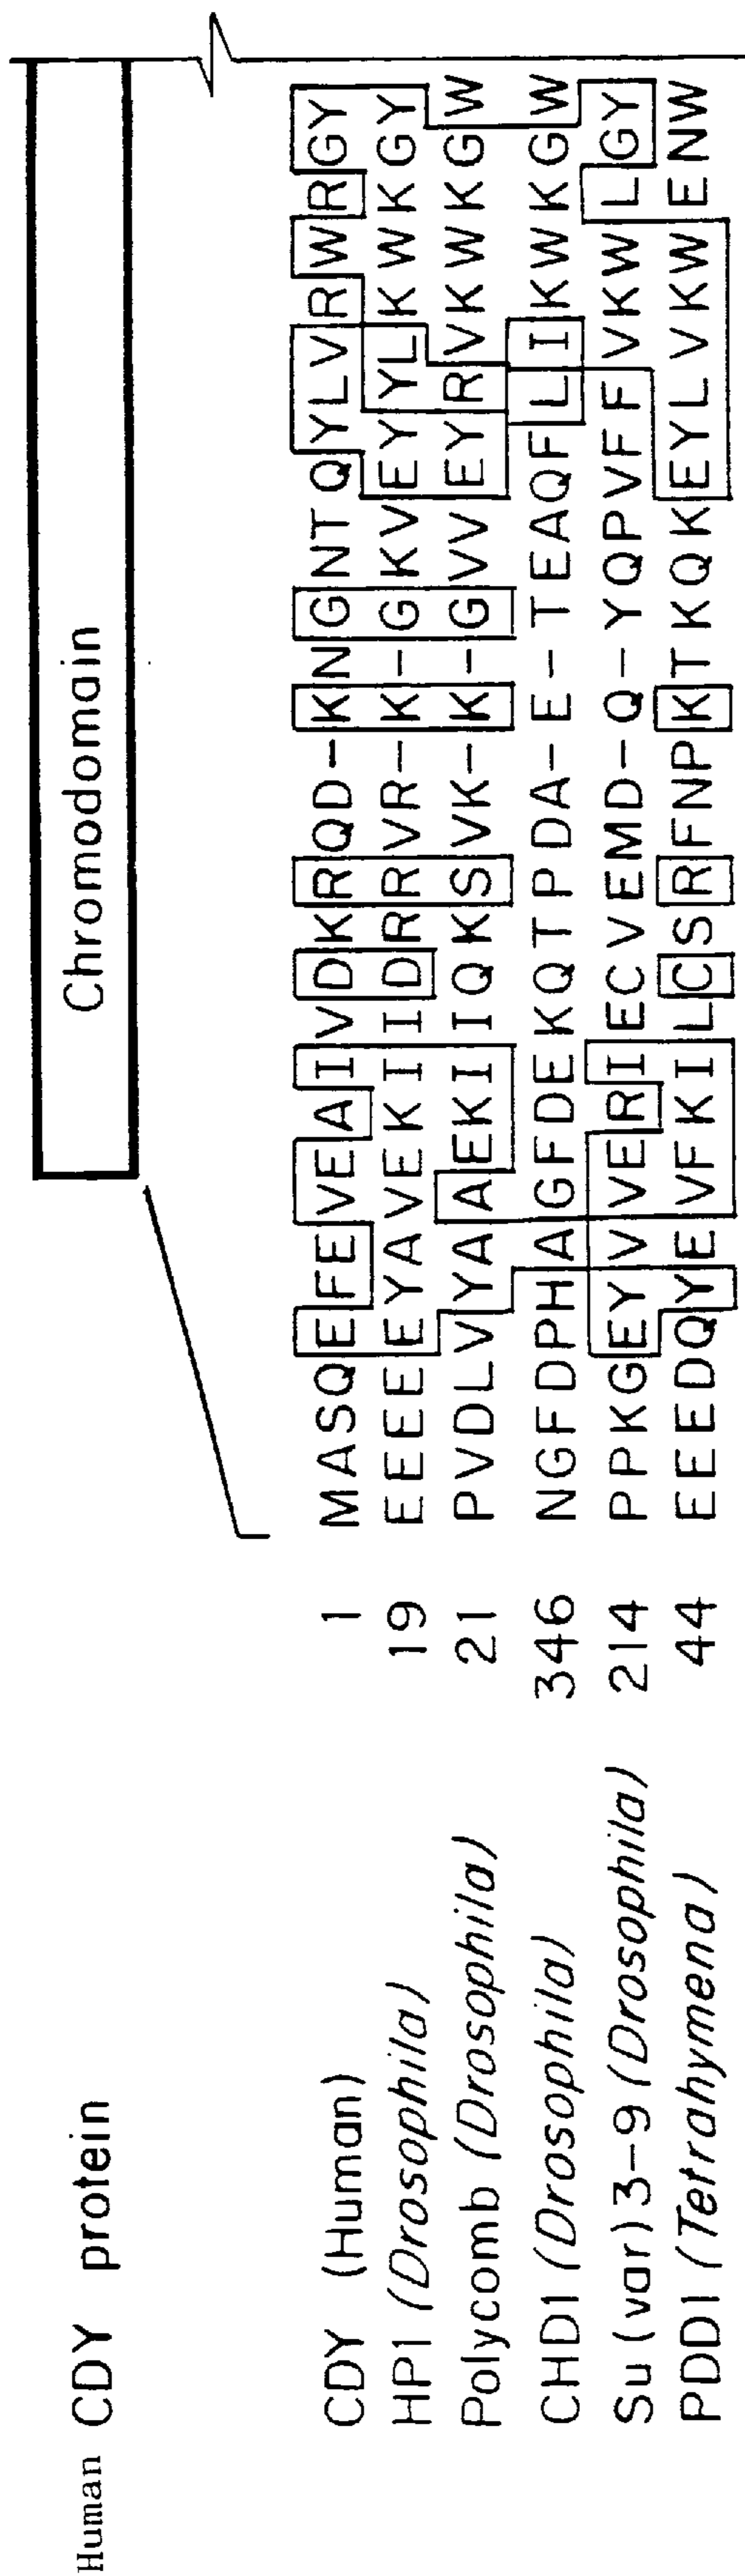 Human CDY protein
Chromodomain
CDY (Human) 1 MASQEFEVEAIVDKRQD-KNGNTQYLVRWRGY
HP1 (Drosophila) 19 EEEEEYAVEKIIDRRVR-K-GKVEYYLKWKGY
Polycomb (Drosophila) 21 PVDLVYAAEKIIQKSVK-K-GVVEYRVKWKGW
CHD1 (Drosophila) 346 NGFDPHAGFDEKQTPDA-E-TEAQFLIKWKGW
Su(var)3-9 (Drosophila) 214 PPKGEYVVERIECVEMD-Q-YQPVFFVKWLGY
PDD1 (Tetrahymena) 44 EEEDQYEVFKILCSRFNPKTKQKEYLVKWENW